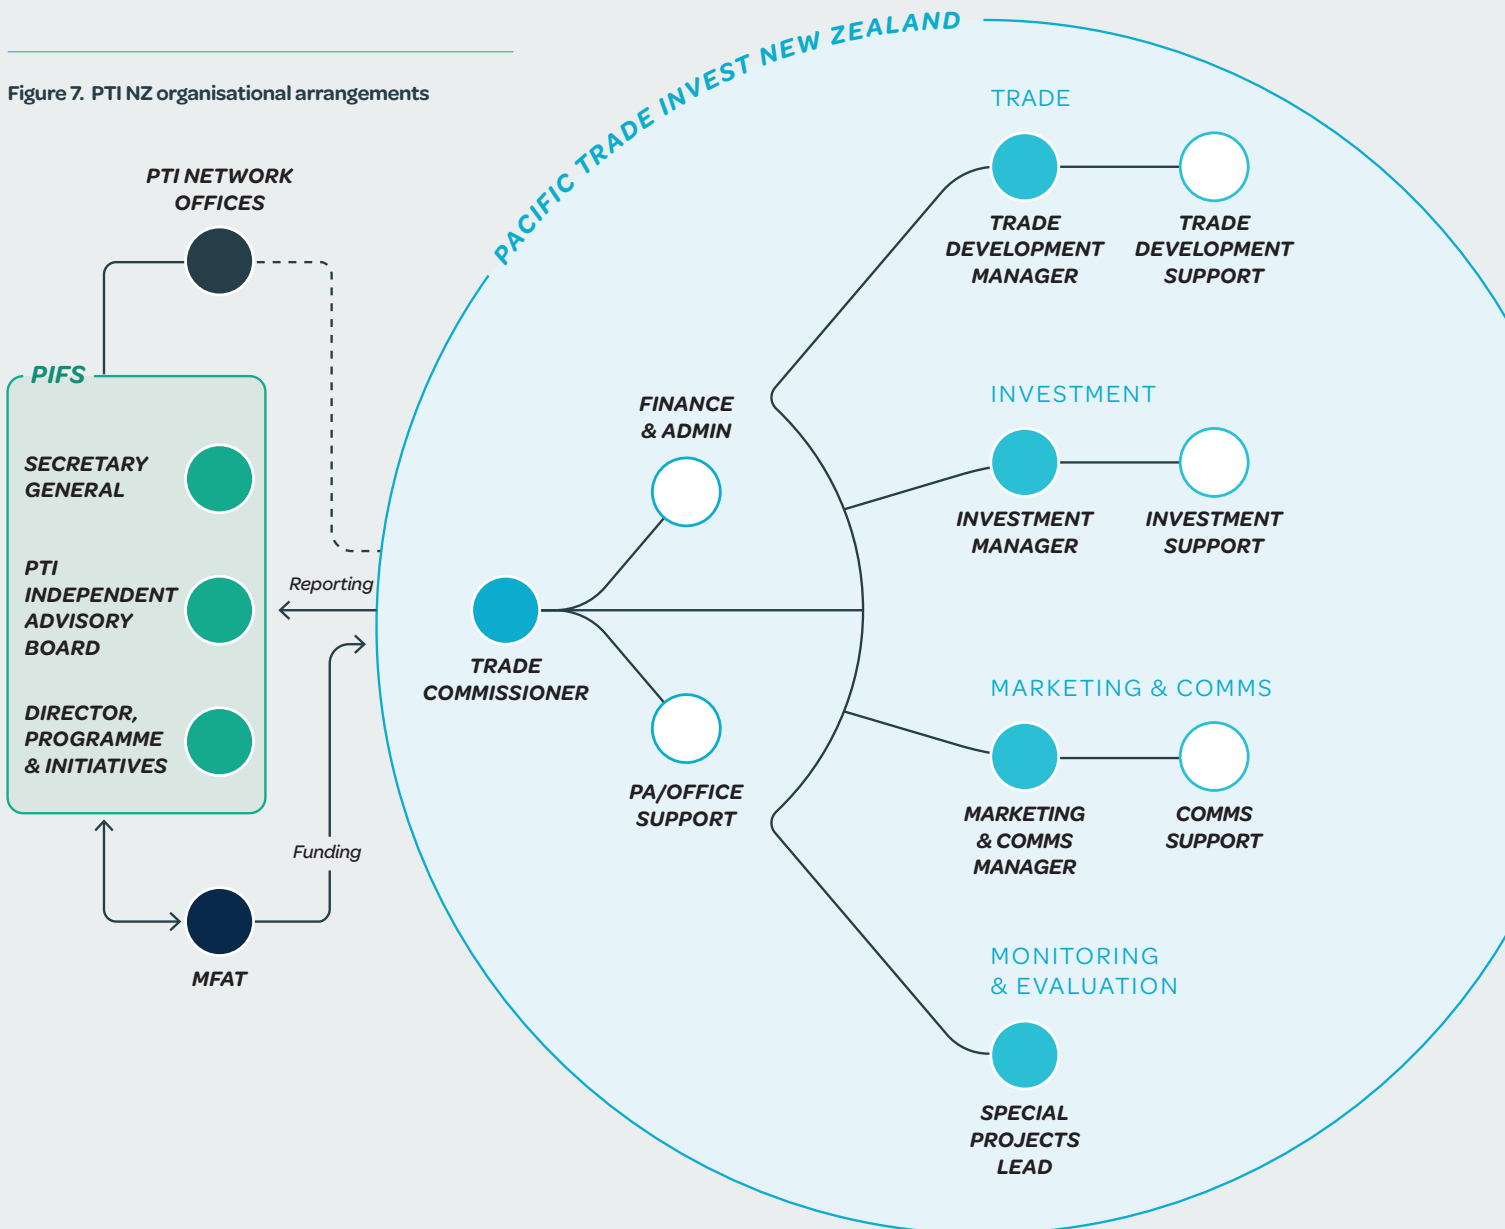 Figure 7. PTI NZ organisational arrangements
PACIFIC TRADE INVEST NEW ZEALAND
PTI NETWORK
OFFICES
PIFS
SECRETARY
GENERAL
PTI
INDEPENDENT
ADVISORY
BOARD
DIRECTOR,
PROGRAMME
& INITIATIVES
Reporting
Funding
MFAT
TRADE
COMMISSIONER
FINANCE
& ADMIN
PA/OFFICE
SUPPORT
TRADE
TRADE
DEVELOPMENT
MANAGER
TRADE
DEVELOPMENT
SUPPORT
INVESTMENT
INVESTMENT
MANAGER
INVESTMENT
SUPPORT
MARKETING & COMMS
MARKETING
& COMMS
MANAGER
COMMS
SUPPORT
MONITORING
& EVALUATION
SPECIAL
PROJECTS
LEAD